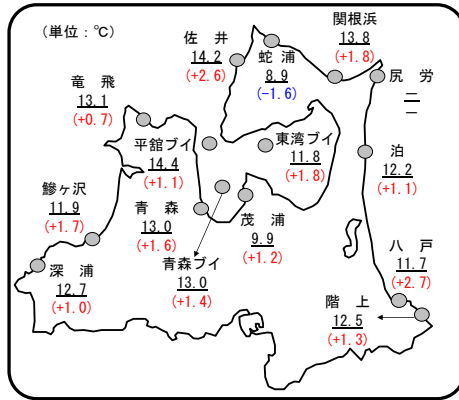 (単位：℃)
佐 井
14.2
(+2.6)
蛇 浦
8.9
(−1.6)
関根浜
13.8
(+1.8)
尻 労
二
一
竜 飛
13.1
(+0.7)
平舘ブイ
14.4
(+1.1)
東湾ブイ
11.8
(+1.8)
泊
12.2
(+1.1)
鰺ヶ沢
11.9
(+1.7)
青 森
13.0
(+1.6)
茂 浦
9.9
(+1.2)
八 戸
11.7
(+2.7)
深 浦
12.7
(+1.0)
青森ブイ
13.0
(+1.4)
階 上
12.5
(+1.3)